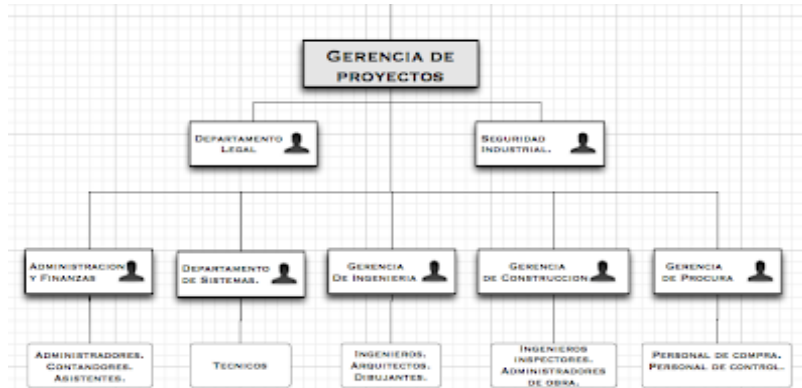 GERENCIA DE
PROYECTOS
DEPARTAMENTO
LEGAL
SEGURIDAD
INDUSTRIAL.
ADMINISTRACION
Y FINANZAS
DEPARTAMENTO
DE SISTEMAS.
GERENCIA
DE INGENIERIA
GERENCIA
DE CONSTRUCCION
GERENCIA
DE PROCURA
ADMINISTRADORES.
CONTANDORES.
ASISTENTES.
TECNICOS
INGENIEROS.
ARQUITECTOS.
DIBUJANTES.
INGENIEROS
INSPECTORES.
ADMINISTRADORES
DE OBRA.
PERSONAL DE COMPRA.
PERSONAL DE CONTROL.